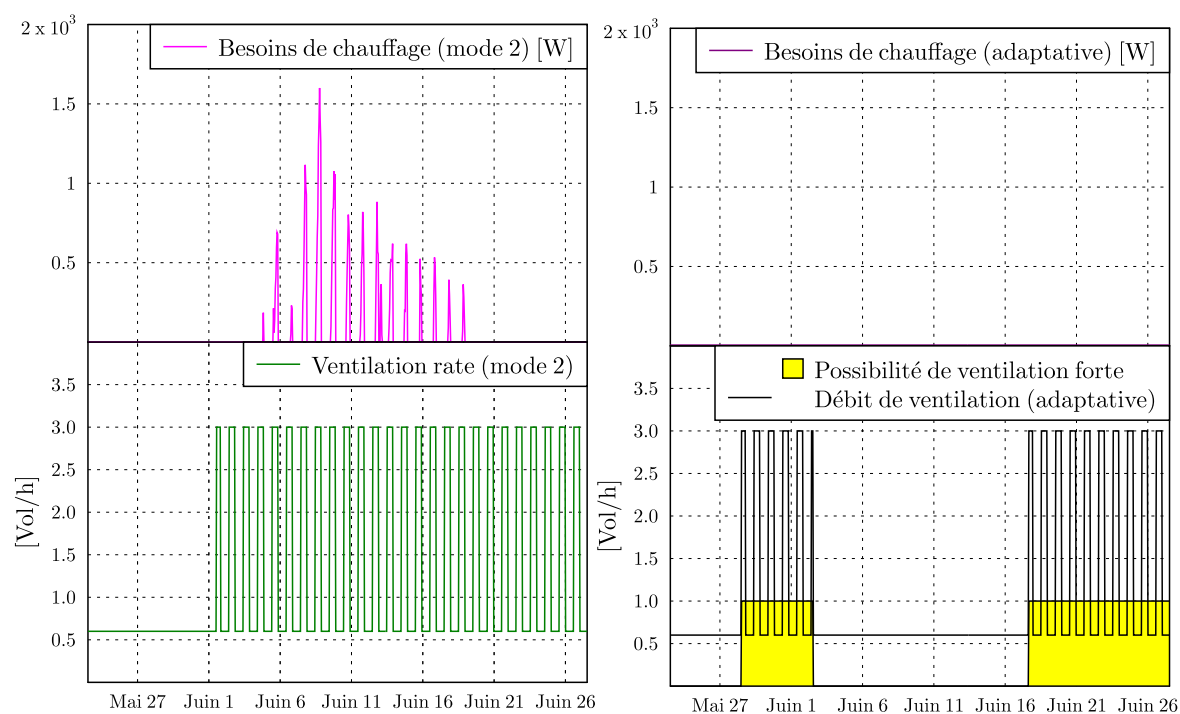 2 x 10³
Besoins de chauffage (mode 2) [W]
1.5
1
0.5
Ventilation rate (mode 2)
3.5
3.0
2.5
2.0
1.5
1.0
0.5
[Vol/h]
Mai 27 Juin 1 Juin 6 Juin 11 Juin 16 Juin 21 Juin 26
2 x 10³
Besoins de chauffage (adaptative) [W]
1.5
1
0.5
Possibilité de ventilation forte
Débit de ventilation (adaptative)
3.5
3.0
2.5
2.0
1.5
1.0
0.5
[Vol/h]
Mai 27 Juin 1 Juin 6 Juin 11 Juin 16 Juin 21 Juin 26